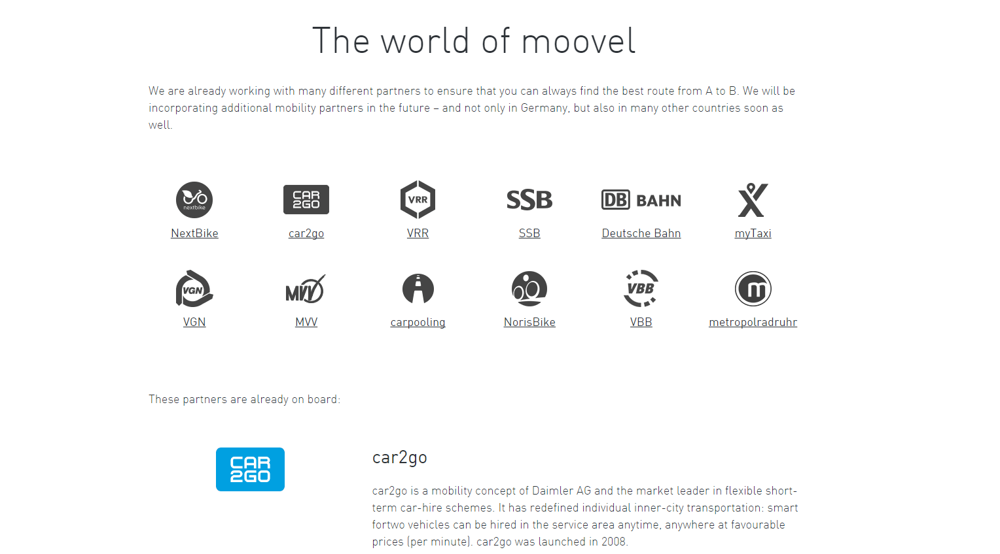 The world of moovel
We are already working with many different partners to ensure that you can always find the best route from A to B. We will be
incorporating additional mobility partners in the future – and not only in Germany, but also in many other countries soon as
well.
nextbike
CAR
2GO
VRR
SSB
DB BAHN
NextBike
car2go
VRR
SSB
Deutsche Bahn
myTaxi
VGN
MVV
VBB
m
VGN
MVV
carpooling
NorisBike
VBB
metropolradruhr
These partners are already on board:
CAR
2GO
car2go
car2go is a mobility concept of Daimler AG and the market leader in flexible short-
term car-hire schemes. It has redefined individual inner-city transportation: smart
fortwo vehicles can be hired in the service area anytime, anywhere at favourable
prices (per minute). car2go was launched in 2008.